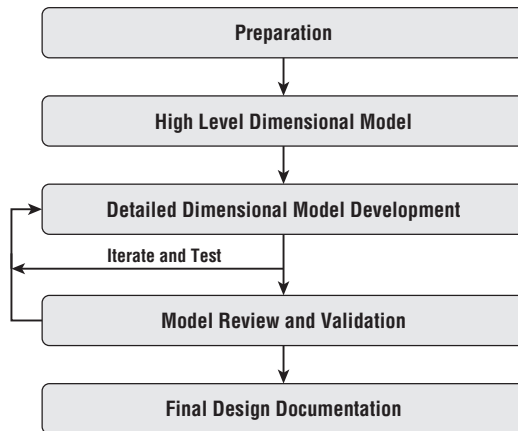 Preparation
High Level Dimensional Model
Detailed Dimensional Model Development
Iterate and Test
Model Review and Validation
Final Design Documentation